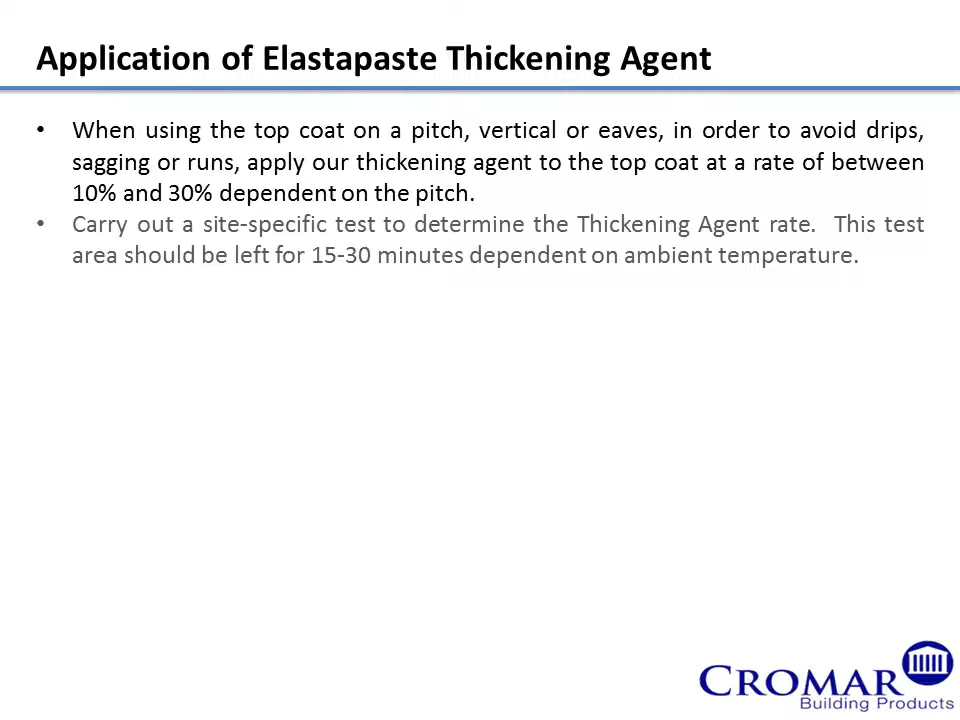 Application of Elastapaste Thickening Agent
• When using the top coat on a pitch, vertical or eaves, in order to avoid drips,
sagging or runs, apply our thickening agent to the top coat at a rate of between
10% and 30% dependent on the pitch.
• Carry out a site-specific test to determine the Thickening Agent rate.  This test
area should be left for 15-30 minutes dependent on ambient temperature.
CROMAR
Building Products